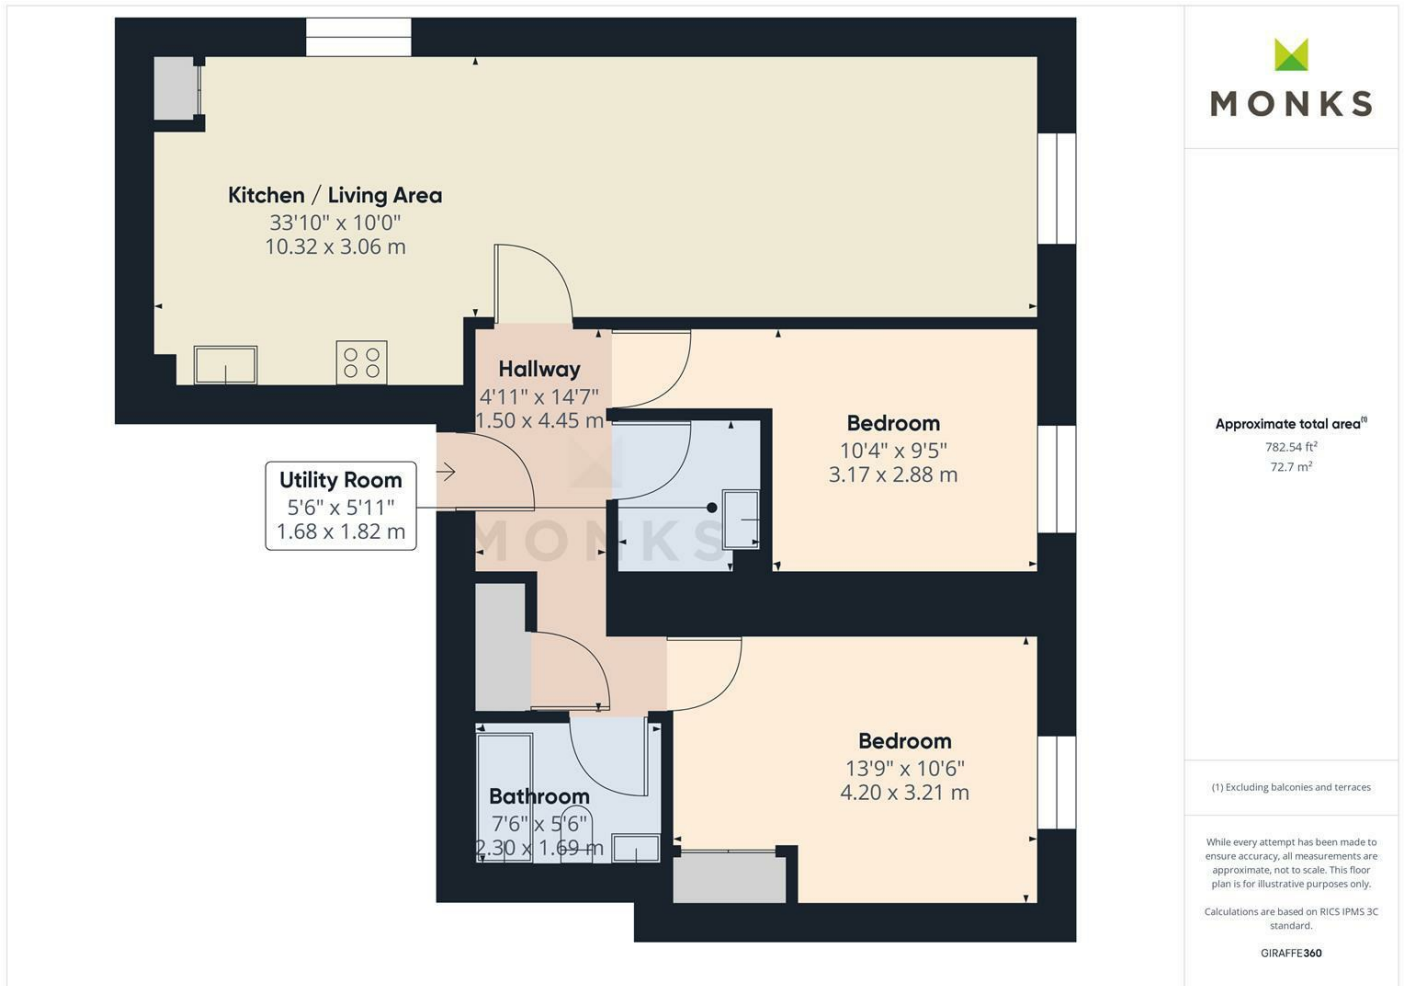 MONKS
Kitchen / Living Area
33'10" x 10'0"
10.32 x 3.06 m
Hallway
4'11" x 14'7"
1.50 x 4.45 m
Bedroom
10'4" x 9'5"
3.17 x 2.88 m
Utility Room
5'6" x 5'11"
1.68 x 1.82 m
MONKS
Bedroom
13'9" x 10'6"
4.20 x 3.21 m
Bathroom
7'6" x 5'6"
2.30 x 1.69 m
Approximate total area⁽¹⁾
782.54 ft²
72.7 m²
(1) Excluding balconies and terraces
While every attempt has been made to
ensure accuracy, all measurements are
approximate, not to scale. This floor
plan is for illustrative purposes only.
Calculations are based on RICS IPMS 3C
standard.
GIRAFFE360